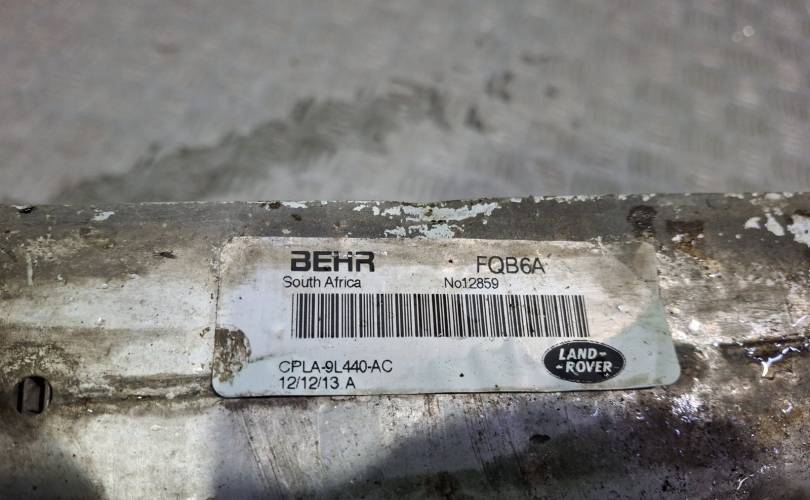 BEHR FQB6A
South Africa No12859
CPLA-9L440-AC
12/12/13 A
LAND-
-ROVER